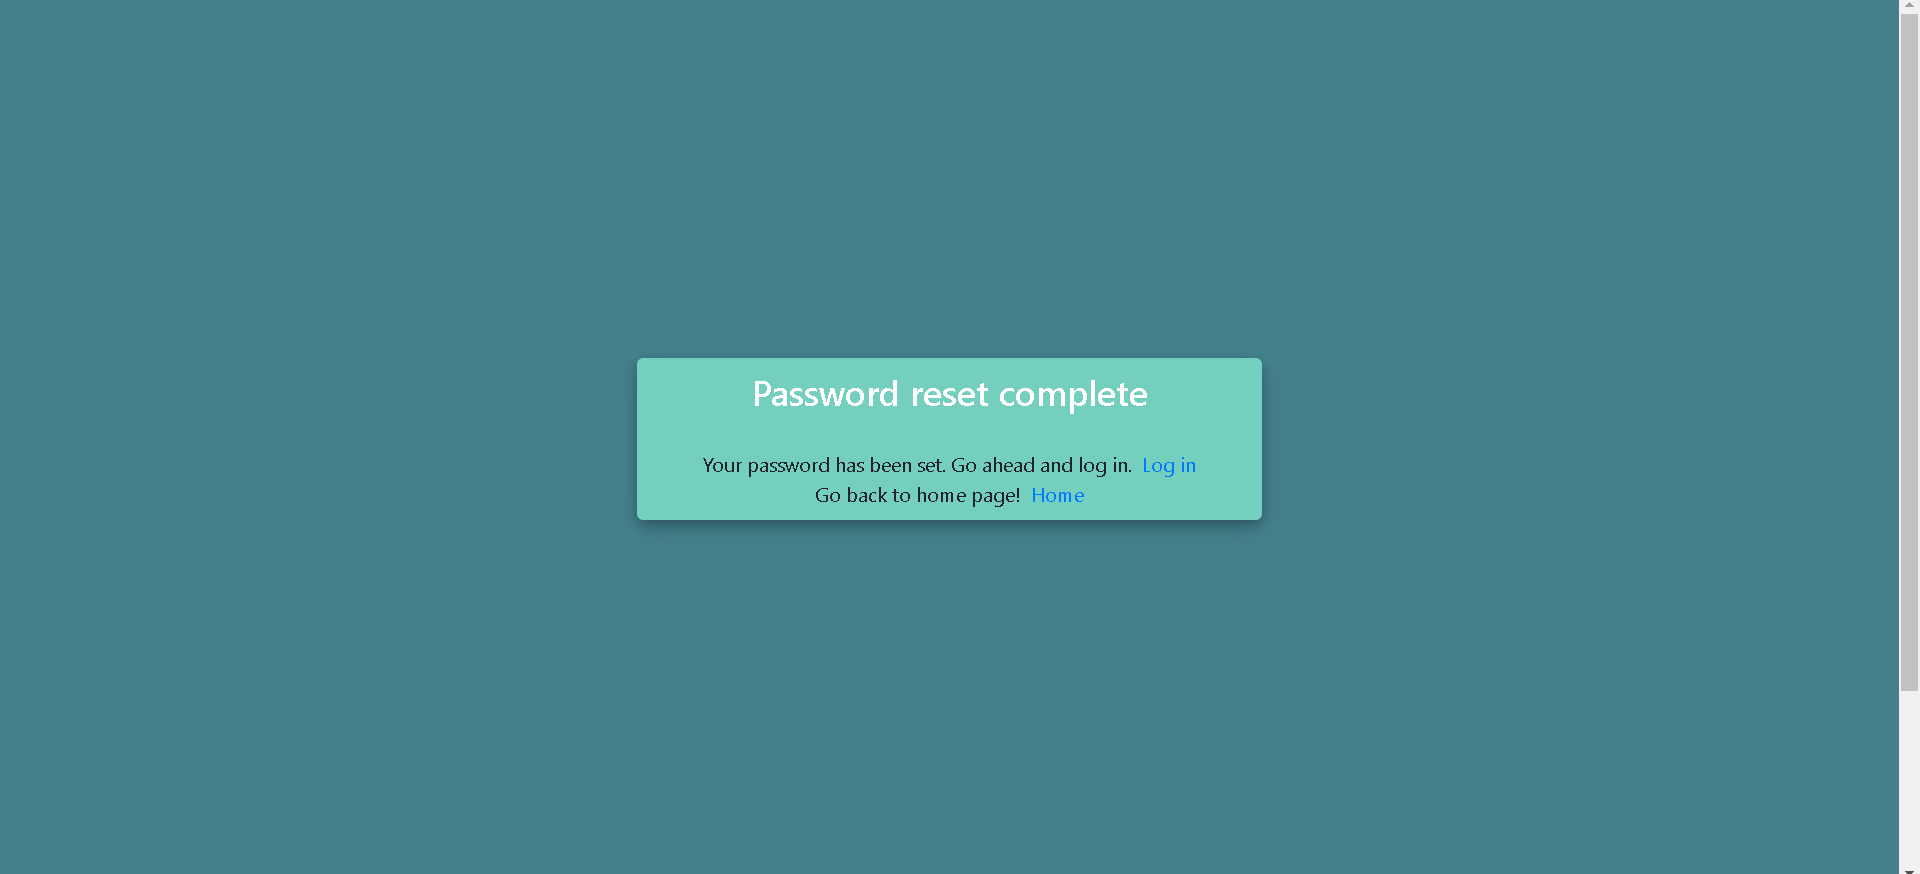 Password reset complete
Your password has been set. Go ahead and log in. Log in
Go back to home page! Home